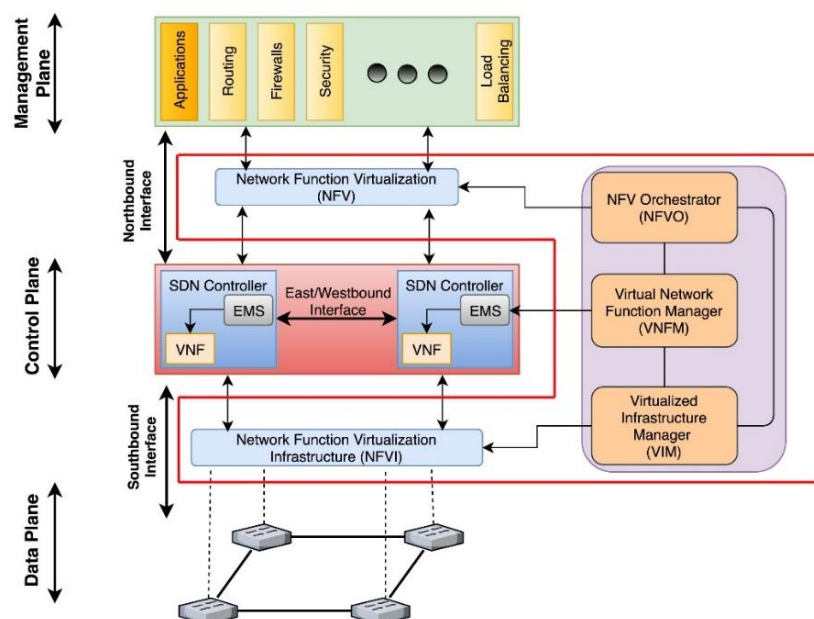 Management
Plane
Applications
Routing
Firewalls
Security
Load
Balancing
Northbound
Interface
Network Function Virtualization
(NFV)
NFV Orchestrator
(NFVO)
Control Plane
SDN Controller
EMS
VNF
East/Westbound
Interface
SDN Controller
EMS
VNF
Virtual Network
Function Manager
(VNFM)
Southbound
Interface
Network Function Virtualization
Infrastructure (NFVI)
Virtualized
Infrastructure
Manager
(VIM)
Data Plane